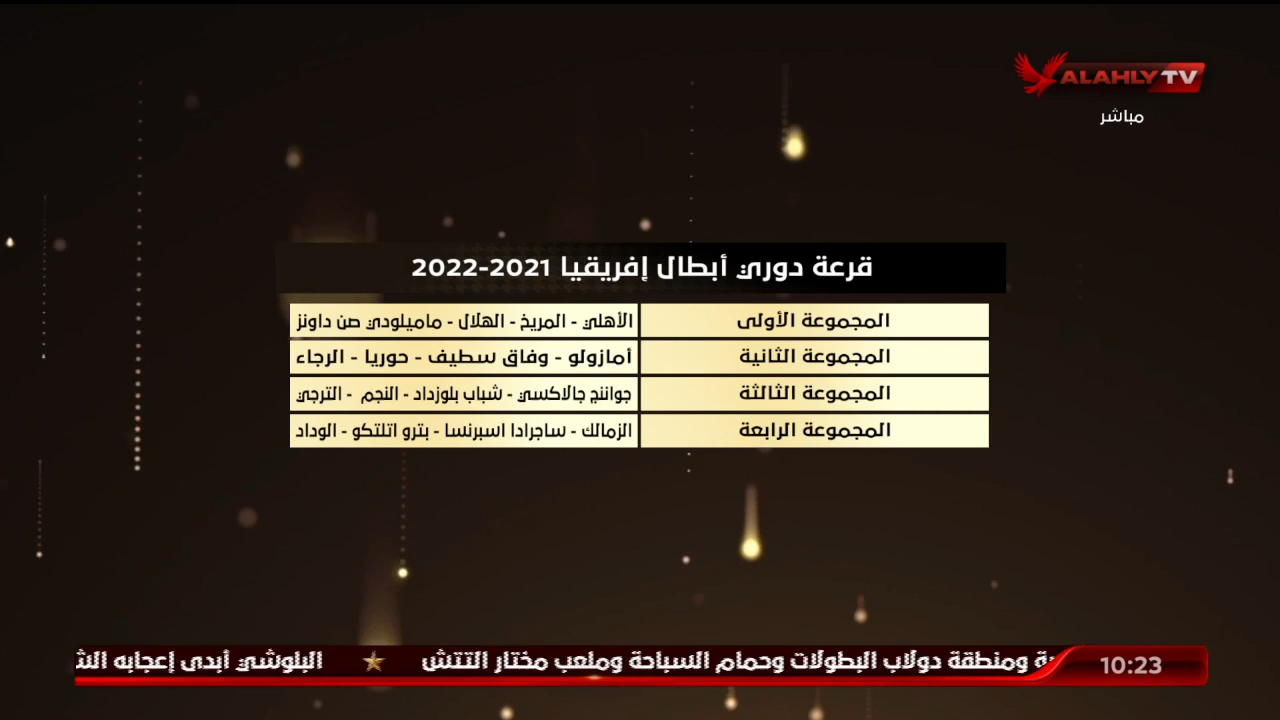 ALAHLY TV
مباشر
قرعة دوري أبطال إفريقيا 2021-2022
المجموعة الأولى الأهلي - المريخ - الهلال - ماميلودي صن داونز
المجموعة الثانية أمازولو - وفاق سطيف - حوريا - الرجاء
المجموعة الثالثة جواننج جالاكسي - شباب بلوزداد - النجم - الترجي
المجموعة الرابعة الزمالك - ساجرادا اسبرنسا - بترو اتلتكو - الوداد
10:23
ومنطقة دولاب البطولات وحمام السباحة وملعب مختار التتش البلوشي أبدى إعجابه